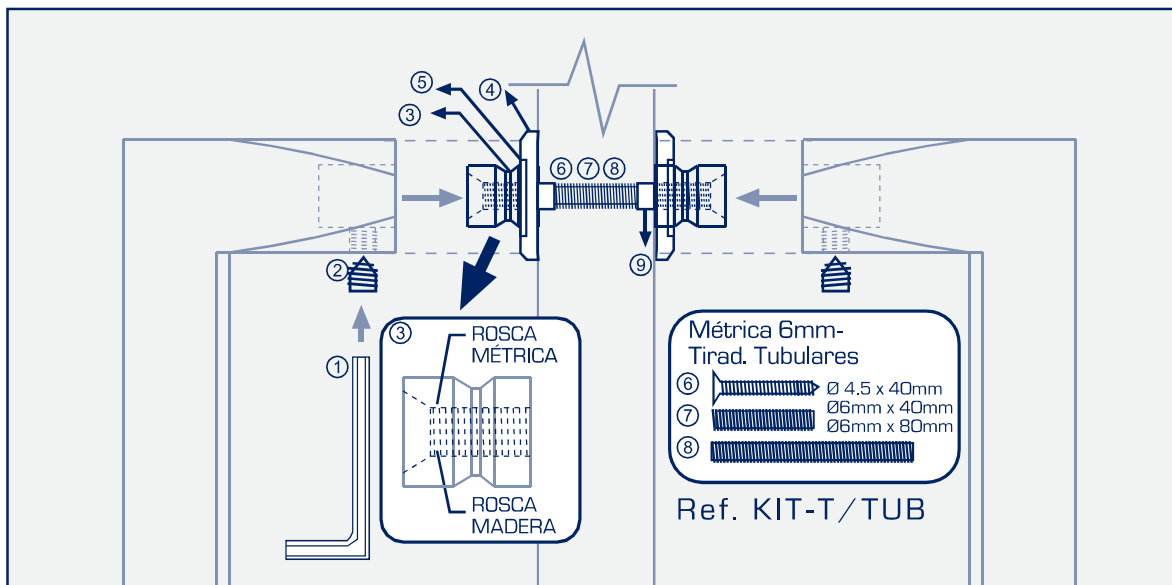 ⑤
④
③
⑥ ⑦ ⑧
②
⑨
①
③
ROSCA
MÉTRICA
ROSCA
MADERA
Métrica 6mm-
Tirad. Tubulares
⑥ Ø 4.5 x 40mm
⑦ Ø6mm x 40mm
Ø6mm x 80mm
⑧
Ref. KIT-T/TUB